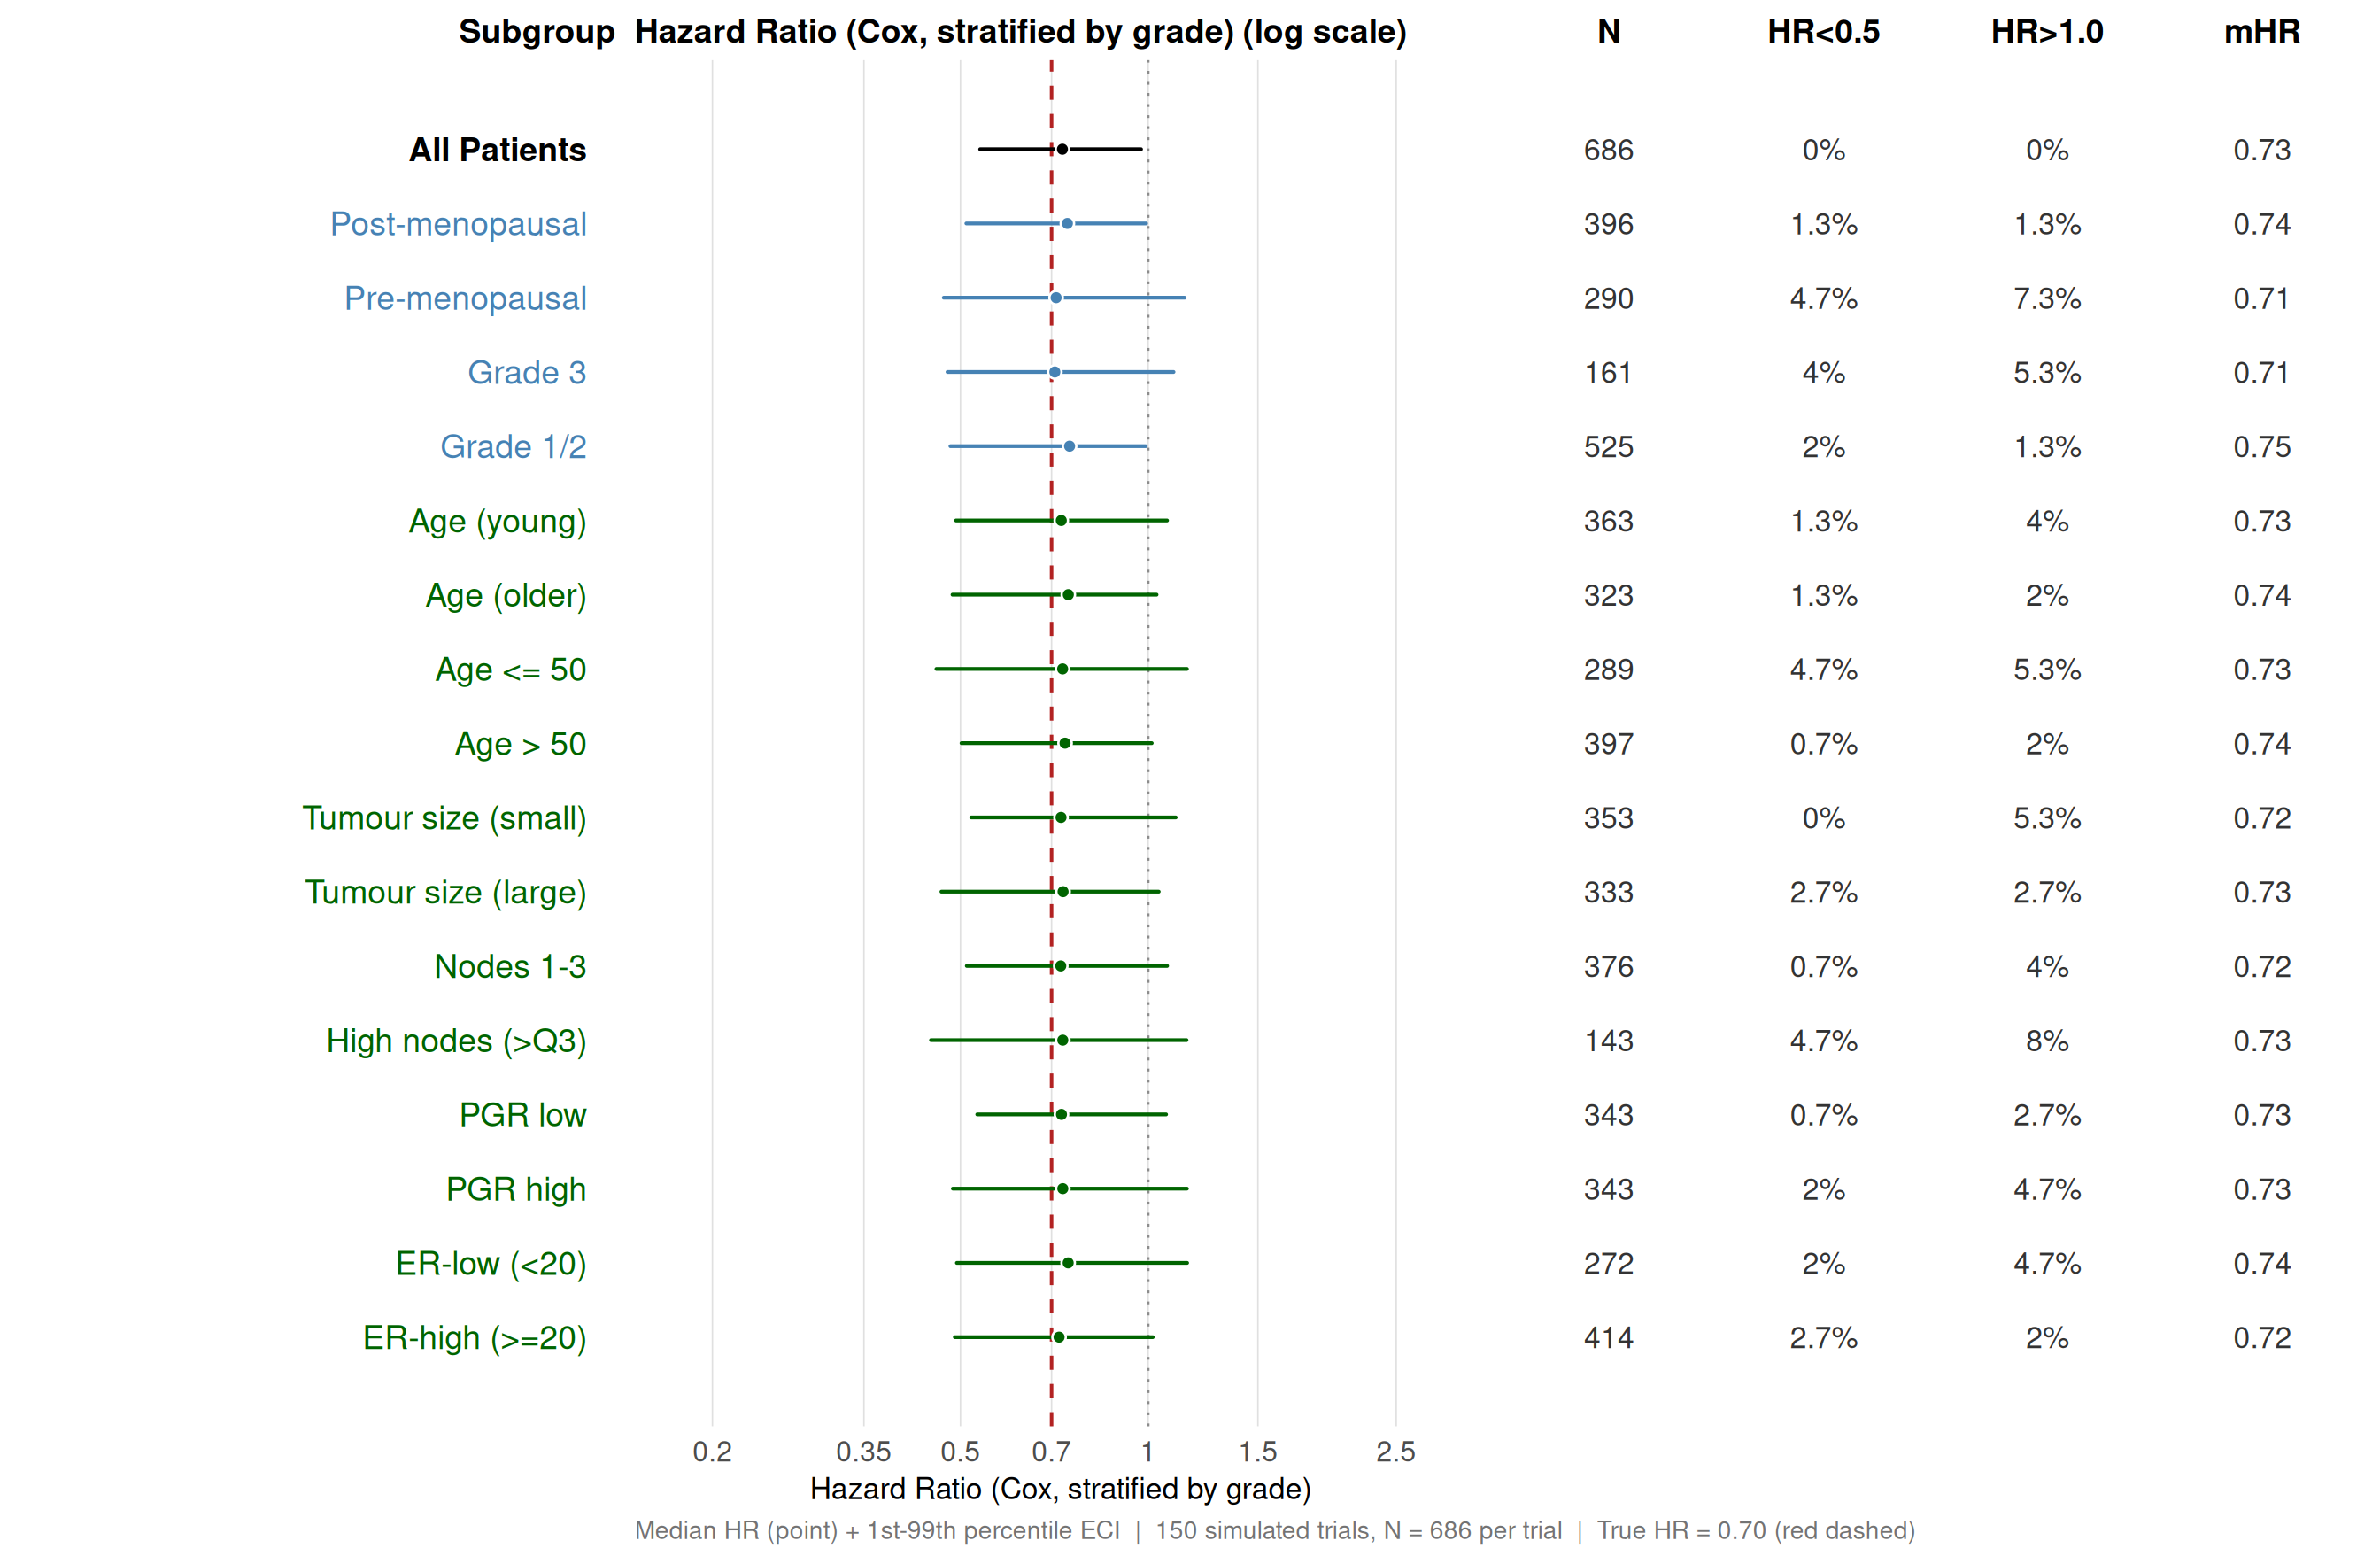 Subgroup Hazard Ratio (Cox, stratified by grade) (log scale) N HR<0.5 HR>1.0 mHR
All Patients 686 0% 0% 0.73
Post-menopausal 396 1.3% 1.3% 0.74
Pre-menopausal 290 4.7% 7.3% 0.71
Grade 3 161 4% 5.3% 0.71
Grade 1/2 525 2% 1.3% 0.75
Age (young) 363 1.3% 4% 0.73
Age (older) 323 1.3% 2% 0.74
Age <= 50 289 4.7% 5.3% 0.73
Age > 50 397 0.7% 2% 0.74
Tumour size (small) 353 0% 5.3% 0.72
Tumour size (large) 333 2.7% 2.7% 0.73
Nodes 1-3 376 0.7% 4% 0.72
High nodes (>Q3) 143 4.7% 8% 0.73
PGR low 343 0.7% 2.7% 0.73
PGR high 343 2% 4.7% 0.73
ER-low (<20) 272 2% 4.7% 0.74
ER-high (>=20) 414 2.7% 2% 0.72
0.2 0.35 0.5 0.7 1 1.5 2.5
Hazard Ratio (Cox, stratified by grade)
Median HR (point) + 1st-99th percentile ECI | 150 simulated trials, N = 686 per trial | True HR = 0.70 (red dashed)